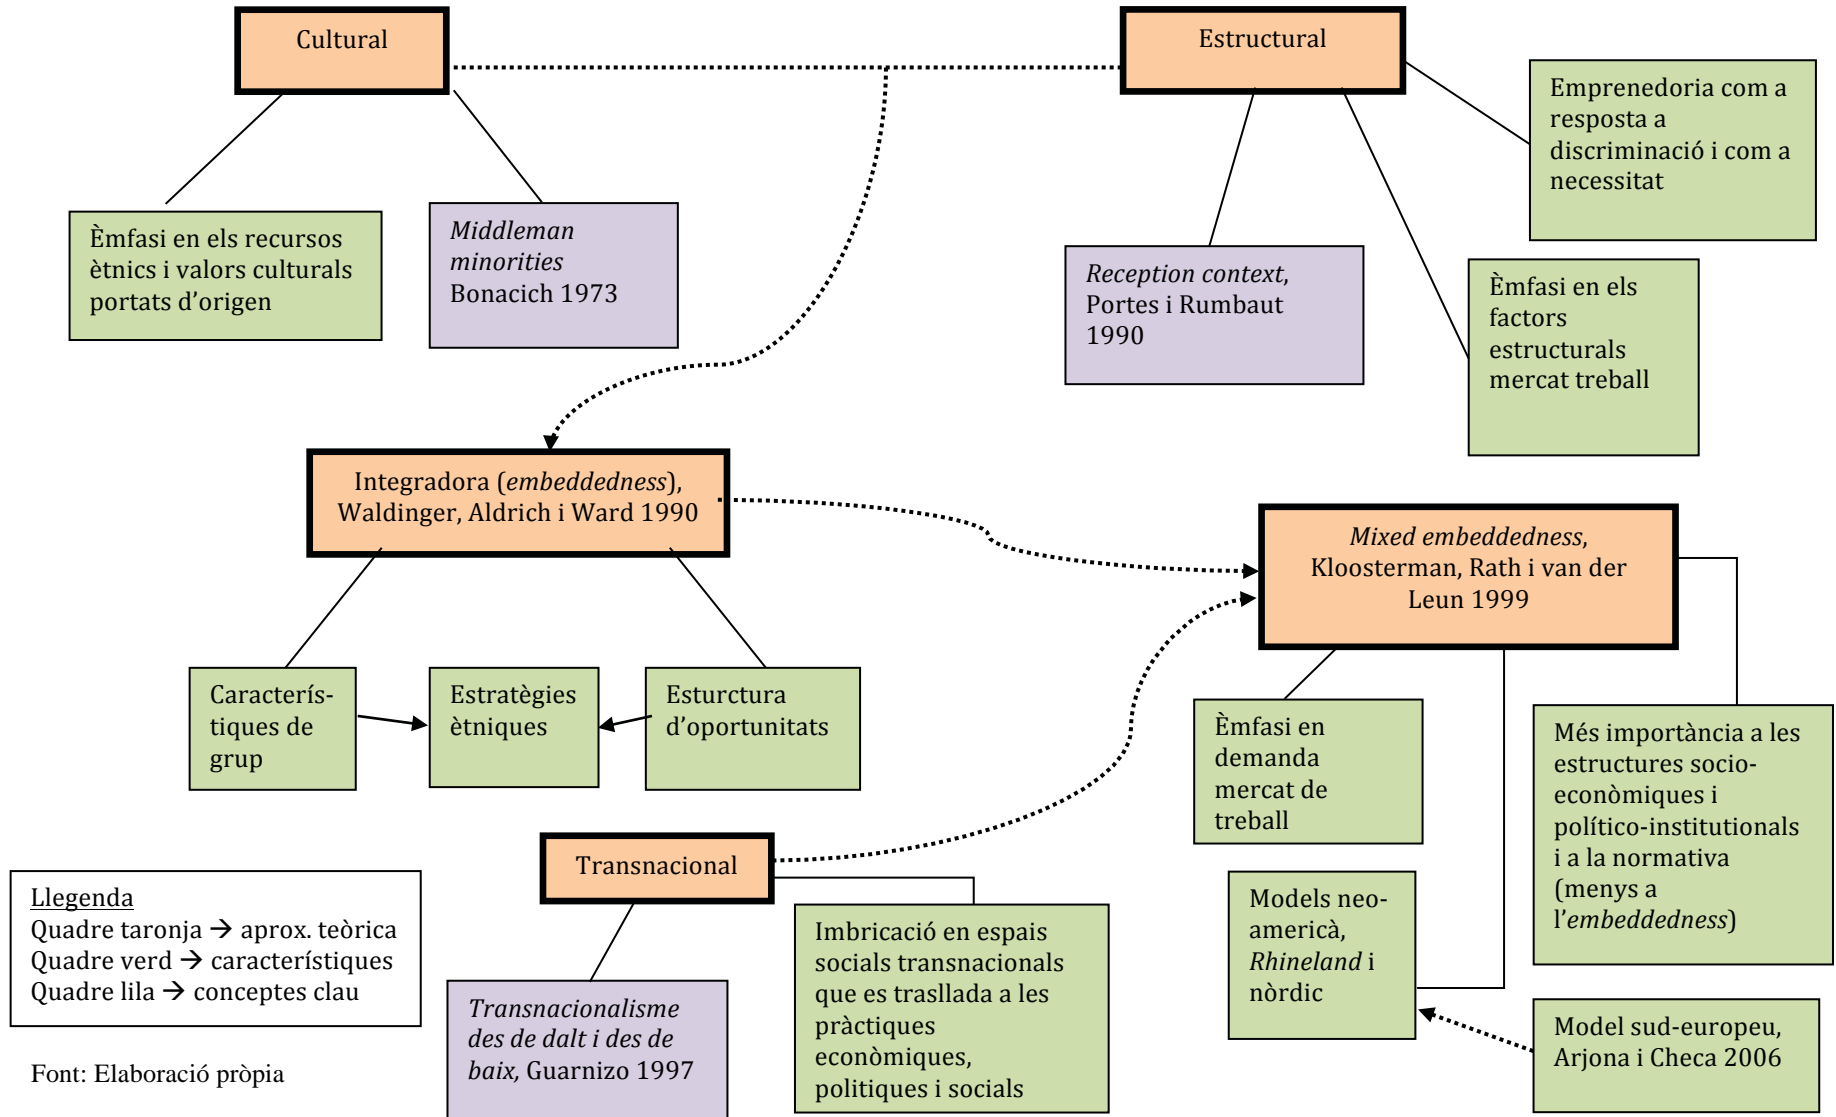 Cultural
Estructural
Emprenedoria com a
resposta a
discriminació i com a
necessitat
Èmfasi en els recursos
ètnics i valors culturals
portats d’origen
Middleman
minorities
Bonacich 1973
Reception context,
Portes i Rumbaut
1990
Èmfasi en els
factors
estructurals
mercat treball
Integradora (embeddedness),
Waldinger, Aldrich i Ward 1990
Mixed embeddedness,
Kloosterman, Rath i van der
Leun 1999
Caracterís-
tiques de
grup
Estratègies
ètniques
Esturctura
d’oportunitats
Èmfasi en
demanda
mercat de
treball
Més importància a les
estructures socio-
econòmiques i
político-institutionals
i a la normativa
(menys a
l’embeddedness)
Transnacional
Models neo-
americà,
Rhineland i
nòrdic
Llegenda
Quadre taronja → aprox. teòrica
Quadre verd → característiques
Quadre lila → conceptes clau
Transnacionalisme
des de dalt i des de
baix, Guarnizo 1997
Imbricació en espais
socials transnacionals
que es trasllada a les
pràctiques
econòmiques,
politiques i socials
Model sud-europeu,
Arjona i Checa 2006
Font: Elaboració pròpia